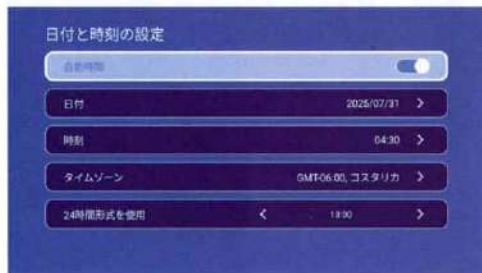 日付と時刻の設定
自動時間
日付 2025/07/31 >
時刻 04:30 >
タイムゾーン GMT-06:00, コスタリカ >
24時間形式を使用 < 13:00 >